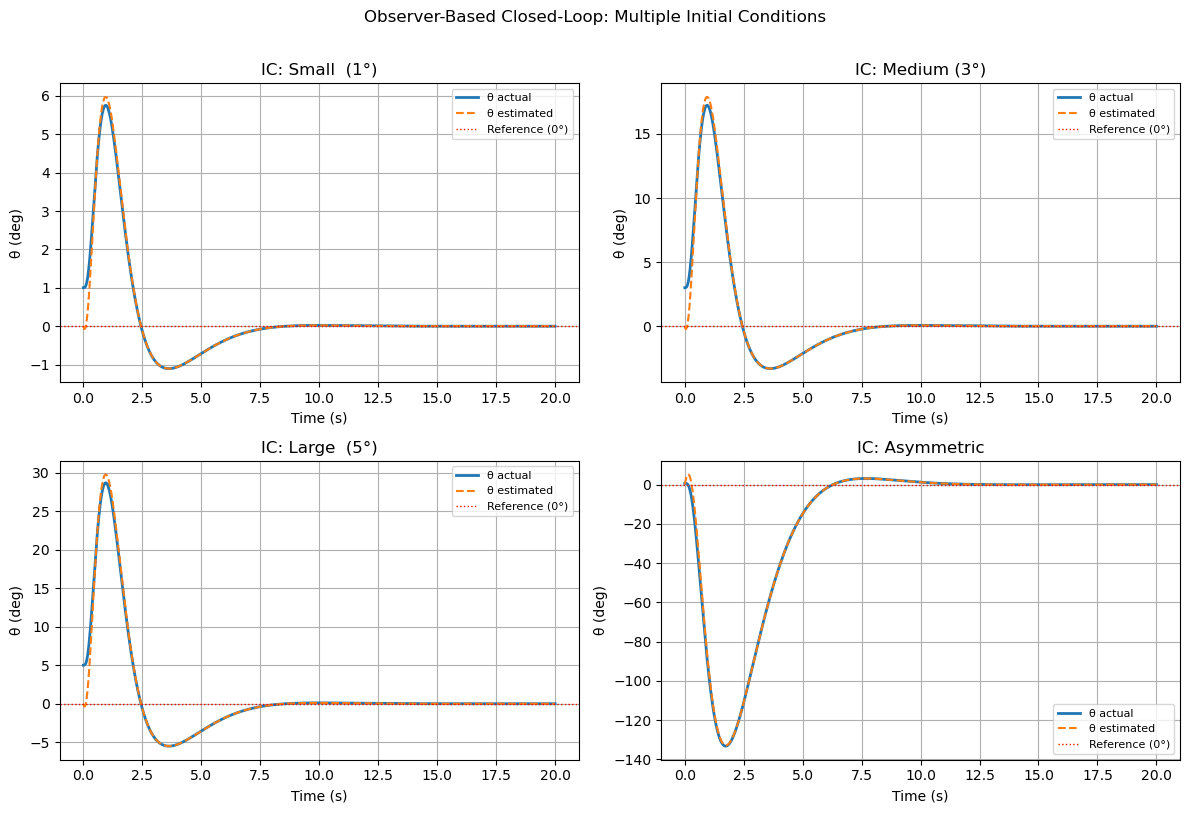 Observer-Based Closed-Loop: Multiple Initial Conditions
IC: Small  (1°)
θ (deg)
6
5
4
3
2
1
0
−1
θ actual
θ estimated
Reference (0°)
0.0 2.5 5.0 7.5 10.0 12.5 15.0 17.5 20.0
Time (s)
IC: Medium (3°)
θ (deg)
15
10
5
0
θ actual
θ estimated
Reference (0°)
0.0 2.5 5.0 7.5 10.0 12.5 15.0 17.5 20.0
Time (s)
IC: Large  (5°)
θ (deg)
30
25
20
15
10
5
0
−5
θ actual
θ estimated
Reference (0°)
0.0 2.5 5.0 7.5 10.0 12.5 15.0 17.5 20.0
Time (s)
IC: Asymmetric
θ (deg)
0
−20
−40
−60
−80
−100
−120
−140
θ actual
θ estimated
Reference (0°)
0.0 2.5 5.0 7.5 10.0 12.5 15.0 17.5 20.0
Time (s)